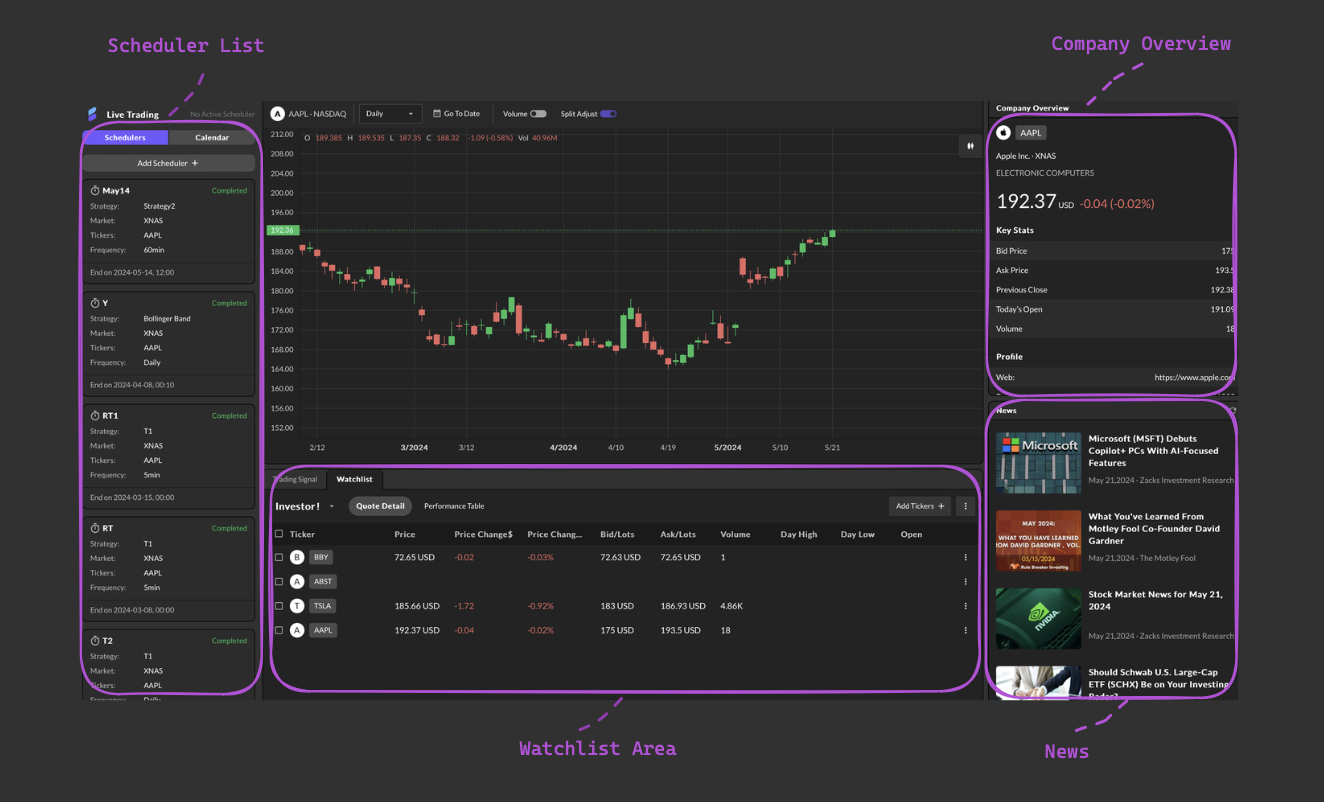 Scheduler List
Company Overview
Live Trading
No Active Scheduler
Schedulers
Calendar
Add Scheduler +
May14
Completed
Strategy: Strategy2
Market: XNAS
Tickers: AAPL
Frequency: 60min
End on 2024-05-14, 12:00
Y
Completed
Strategy: Bollinger Band
Market: XNAS
Tickers: AAPL
Frequency: Daily
End on 2024-04-08, 00:10
RT1
Completed
Strategy: T1
Market: XNAS
Tickers: AAPL
Frequency: 5min
End on 2024-03-15, 00:00
RT
Completed
Strategy: T1
Market: XNAS
Tickers: AAPL
Frequency: 5min
End on 2024-03-08, 00:00
T2
Completed
Strategy: T1
Market: XNAS
Tickers: AAPL
Frequency: Daily
A AAPL · NASDAQ
Daily
Go To Date
Volume
Split Adjust
O 189.385 H 189.535 L 187.35 C 188.32 -1.09 (-0.58%) Vol 40.96M
212.00
208.00
204.00
200.00
196.00
192.36
188.00
184.00
180.00
176.00
172.00
168.00
164.00
160.00
156.00
152.00
2/12 3/2024 3/12 4/2024 4/10 4/19 5/2024 5/10 5/21
Trading Signal
Watchlist
Investor!
Quote Detail
Performance Table
Add Tickers +
Ticker Price Price Change$ Price Chang... Bid/Lots Ask/Lots Volume Day High Day Low Open
B BBY 72.65 USD -0.02 -0.03% 72.63 USD 72.65 USD 1
A ABST
T TSLA 185.66 USD -1.72 -0.92% 183 USD 186.93 USD 4.86K
A AAPL 192.37 USD -0.04 -0.02% 175 USD 193.5 USD 18
Company Overview
AAPL
Apple Inc. · XNAS
ELECTRONIC COMPUTERS
192.37 USD -0.04 (-0.02%)
Key Stats
Bid Price 175
Ask Price 193.5
Previous Close 192.38
Today's Open 191.09
Volume 18
Profile
Web: https://www.apple.com
News
Microsoft
Microsoft (MSFT) Debuts
Copilot+ PCs With AI-Focused
Features
May 21,2024 · Zacks Investment Research
MAY 2024:
WHAT YOU HAVE LEARNED
FROM DAVID GARDNER , VOL.
05/15/2024
Rule Breaker Investing
What You've Learned From
Motley Fool Co-Founder David
Gardner
May 21,2024 · The Motley Fool
NVIDIA.
Stock Market News for May 21,
2024
May 21,2024 · Zacks Investment Research
Should Schwab U.S. Large-Cap
ETF (SCHX) Be on Your Investing
Radar?
Watchlist Area
News